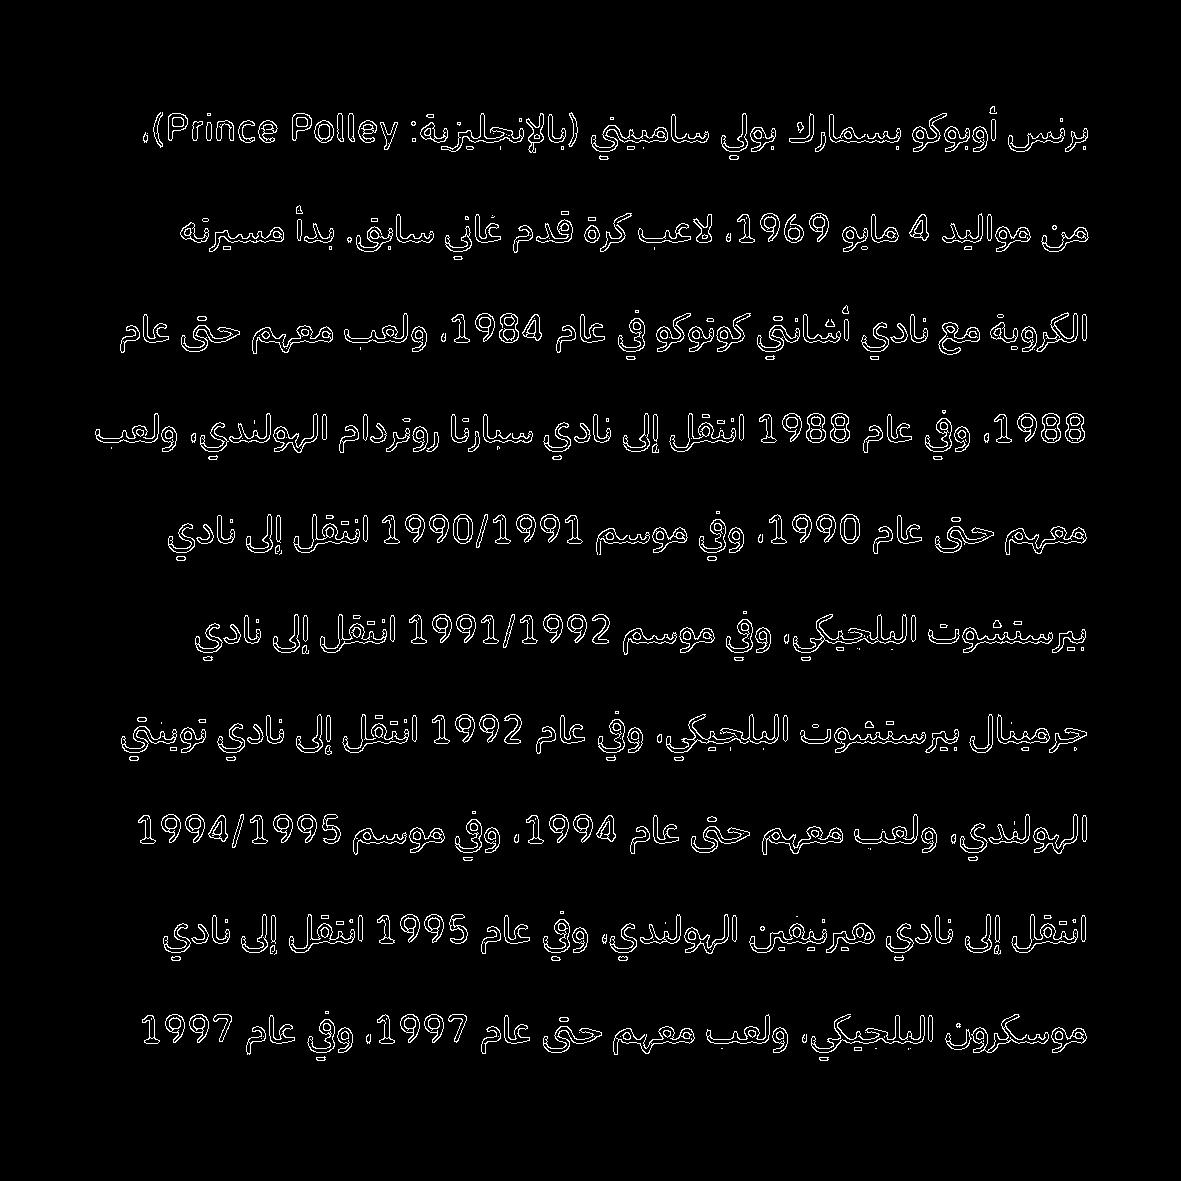 برنس أوبوكو بسمارك بولي سامبيني (بالإنجليزية: Prince Polley)،
من مواليد 4 مايو 1969، لاعب كرة قدم غاني سابق. بدأ مسيرته
الكروية مع نادي أشانتي كوتوكو في عام 1984، ولعب معهم حتى عام
1988، وفي عام 1988 انتقل إلى نادي سبارتا روتردام الهولندي، ولعب
معهم حتى عام 1990، وفي موسم 1990/1991 انتقل إلى نادي
بيرستشوت البلجيكي، وفي موسم 1991/1992 انتقل إلى نادي
جرمينال بيرستشوت البلجيكي، وفي عام 1992 انتقل إلى نادي توينتي
الهولندي، ولعب معهم حتى عام 1994، وفي موسم 1994/1995
انتقل إلى نادي هيرنيفين الهولندي، وفي عام 1995 انتقل إلى نادي
موسكرون البلجيكي، ولعب معهم حتى عام 1997، وفي عام 1997